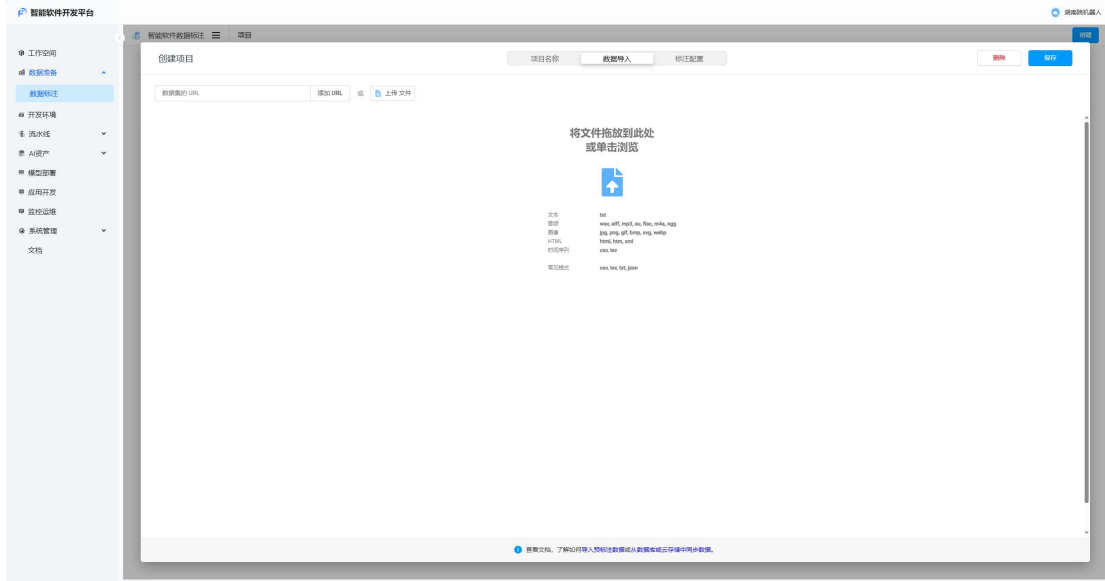 智能软件开发平台
湖南院机器人
智能软件数据标注 项目
创建
工作空间
数据准备
数据标注
开发环境
流水线
AI资产
模型部署
应用开发
监控运维
系统管理
文档
创建项目
项目名称 数据导入 标注配置
删除 保存
数据集的 URL 添加 URL 或 上传 文件
将文件拖放到此处
或单击浏览
文本 txt
音频 wav, aiff, mp3, au, flac, m4a, ogg
图像 jpg, png, gif, bmp, svg, webp
HTML html, htm, xml
时间序列 csv, tsv
常见格式 csv, tsv, txt, json
查看文档，了解如何导入预标注数据或从数据库或云存储中同步数据。